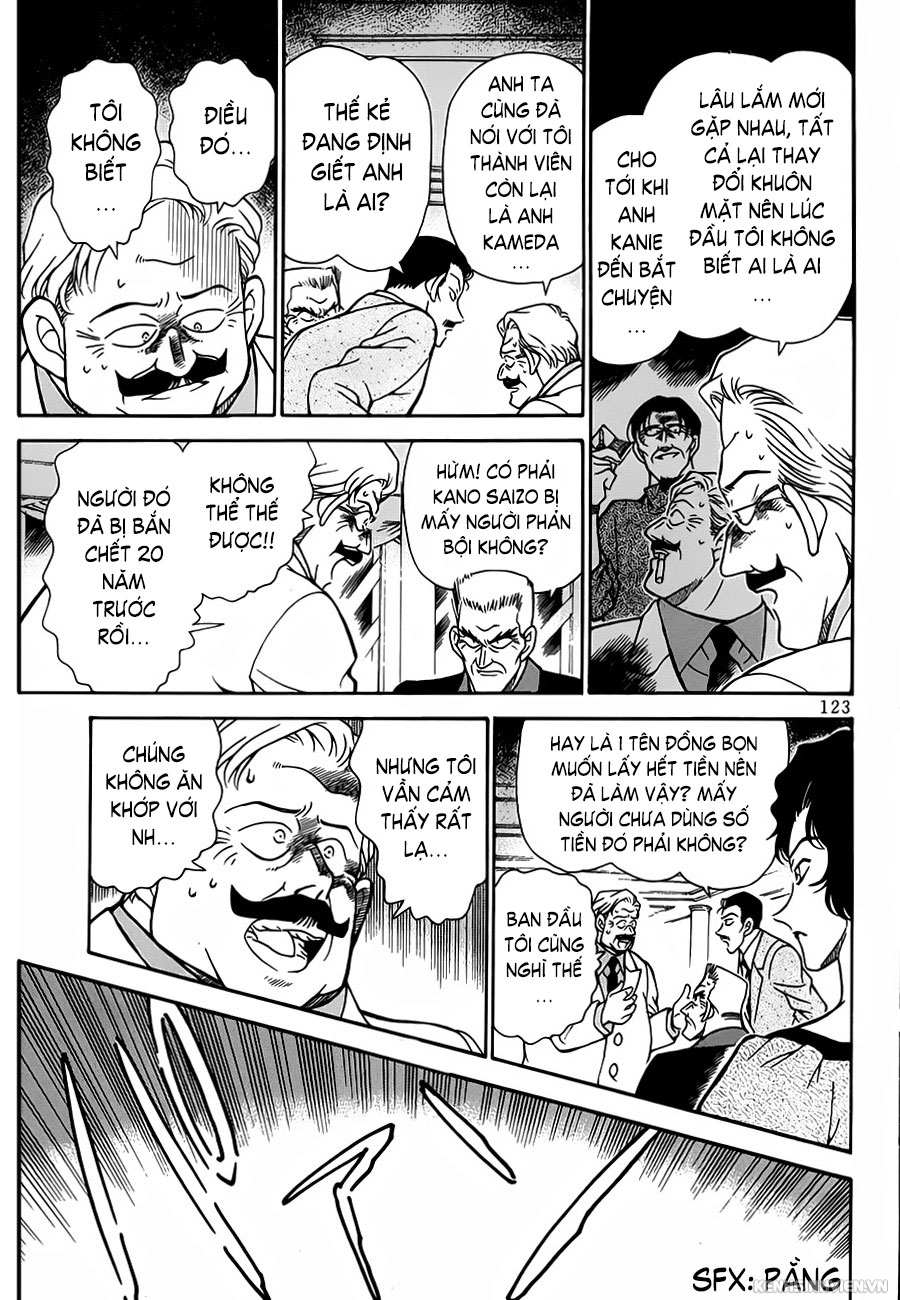 LÂU LẮM MỚI
GẶP NHAU, TẤT
CẢ LẠI THAY
ĐỔI KHUÔN
MẶT NÊN LÚC
ĐẦU TÔI KHÔNG
BIẾT AI LÀ AI
...
CHO
TỚI KHI
ANH
KANIE
ĐẾN BẮT
CHUYỆN
...
ANH TA
CŨNG ĐÃ
NÓI VỚI TÔI
THÀNH VIÊN
CÒN LẠI
LÀ ANH
KAMEDA
...
THẾ KẺ
ĐANG ĐỊNH
GIẾT ANH
LÀ AI?
ĐIỀU
ĐÓ...
TÔI
KHÔNG
BIẾT
...
HỪM! CÓ PHẢI
KANO SAIZO BỊ
MẤY NGƯỜI PHẢN
BỘI KHÔNG?
KHÔNG
THỂ THẾ
ĐƯỢC!!
NGƯỜI ĐÓ
ĐÃ BỊ BẮN
CHẾT 20
NĂM
TRƯỚC
RỒI...
123
HAY LÀ 1 TÊN ĐỒNG BỌN
MUỐN LẤY HẾT TIỀN NÊN
ĐÃ LÀM VẬY? MẤY
NGƯỜI CHƯA DÙNG SỐ
TIỀN ĐÓ PHẢI KHÔNG?
BAN ĐẦU
TÔI CŨNG
NGHĨ THẾ
...
NHƯNG TÔI
VẪN CẢM
THẤY RẤT
LẠ...
CHÚNG
KHÔNG ĂN
KHỚP VỚI
NH...
SFX: PẰNG
KENHSINHVIEN.VN